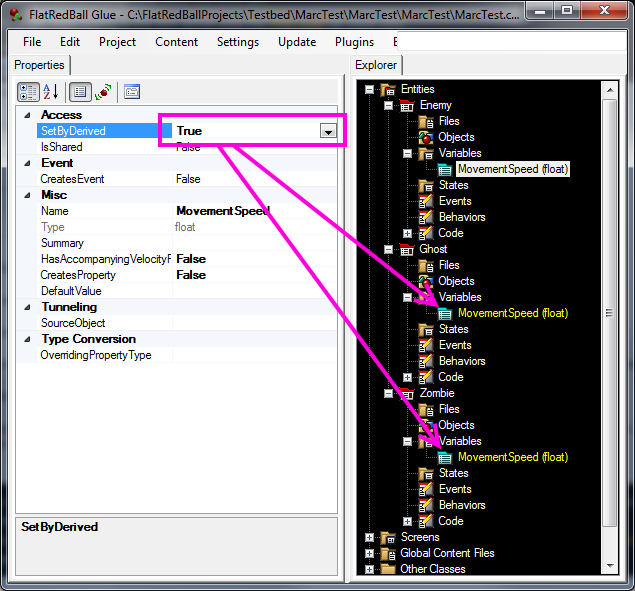 FlatRedBall Glue - C:\FlatRedBallProjects\Testbed\MarcTest\MarcTest\MarcTest\MarcTest.c...
File Edit Project Content Settings Update Plugins
Properties
Access
SetByDerived True
IsShared False
Event
CreatesEvent False
Misc
Name MovementSpeed
Type float
Summary
HasAccompanyingVelocityP False
CreatesProperty False
DefaultValue
Tunneling
SourceObject
Type Conversion
OverridingPropertyType
SetByDerived
Explorer
Entities
Enemy
Files
Objects
Variables
MovementSpeed (float)
States
Events
Behaviors
Code
Ghost
Files
Objects
Variables
MovementSpeed (float)
States
Events
Behaviors
Code
Zombie
Files
Objects
Variables
MovementSpeed (float)
States
Events
Behaviors
Code
Screens
Global Content Files
Other Classes